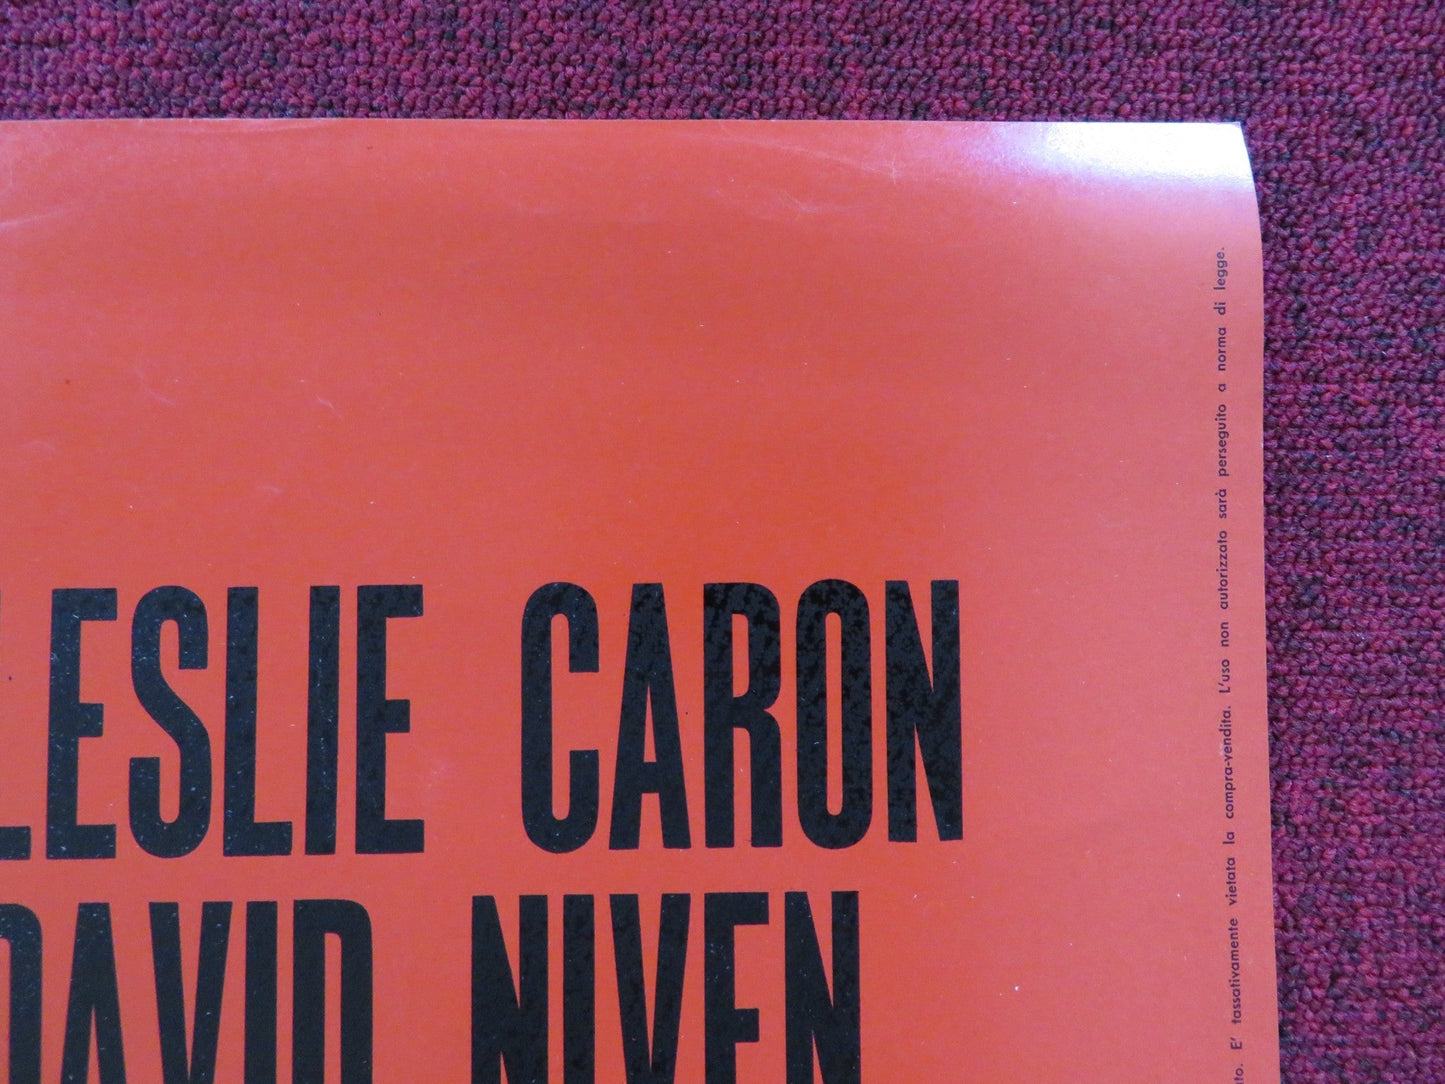 LESLIE CARON
DAVID NIVEN
E' tassativamente vietata la compra-vendita. L'uso non autorizzato sarà perseguito a norma di legge.